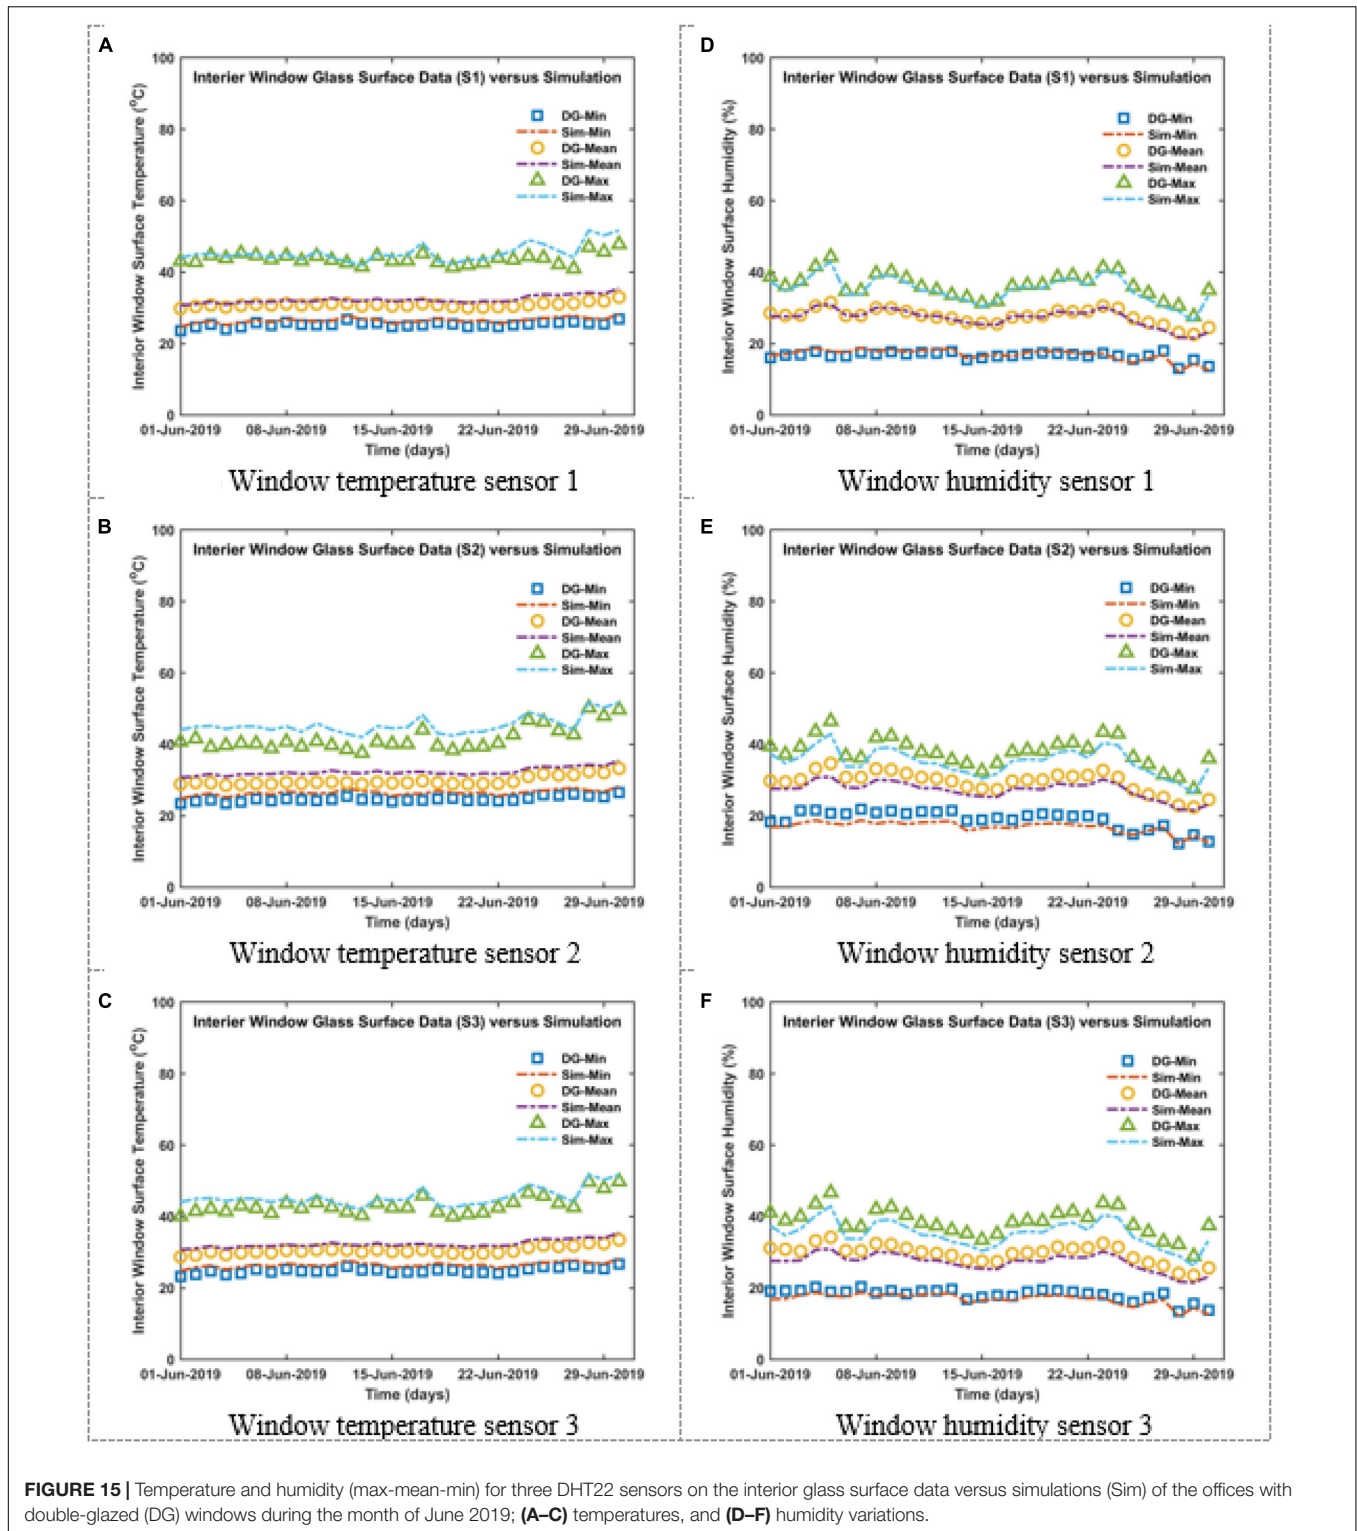 A
Interier Window Glass Surface Data (S1) versus Simulation
Interior Window Surface Temperature (°C)
100
80
60
40
20
0
DG-Min
Sim-Min
DG-Mean
Sim-Mean
DG-Max
Sim-Max
01-Jun-2019 08-Jun-2019 15-Jun-2019 22-Jun-2019 29-Jun-2019
Time (days)
Window temperature sensor 1
D
Interier Window Glass Surface Data (S1) versus Simulation
Interior Window Surface Humidity (%)
100
80
60
40
20
0
DG-Min
Sim-Min
DG-Mean
Sim-Mean
DG-Max
Sim-Max
01-Jun-2019 08-Jun-2019 15-Jun-2019 22-Jun-2019 29-Jun-2019
Time (days)
Window humidity sensor 1
B
Interier Window Glass Surface Data (S2) versus Simulation
Interior Window Surface Temperature (°C)
100
80
60
40
20
0
DG-Min
Sim-Min
DG-Mean
Sim-Mean
DG-Max
Sim-Max
01-Jun-2019 08-Jun-2019 15-Jun-2019 22-Jun-2019 29-Jun-2019
Time (days)
Window temperature sensor 2
E
Interier Window Glass Surface Data (S2) versus Simulation
Interior Window Surface Humidity (%)
100
80
60
40
20
0
DG-Min
Sim-Min
DG-Mean
Sim-Mean
DG-Max
Sim-Max
01-Jun-2019 08-Jun-2019 15-Jun-2019 22-Jun-2019 29-Jun-2019
Time (days)
Window humidity sensor 2
C
Interier Window Glass Surface Data (S3) versus Simulation
Interior Window Surface Temperature (°C)
100
80
60
40
20
0
DG-Min
Sim-Min
DG-Mean
Sim-Mean
DG-Max
Sim-Max
01-Jun-2019 08-Jun-2019 15-Jun-2019 22-Jun-2019 29-Jun-2019
Time (days)
Window temperature sensor 3
F
Interier Window Glass Surface Data (S3) versus Simulation
Interior Window Surface Humidity (%)
100
80
60
40
20
0
DG-Min
Sim-Min
DG-Mean
Sim-Mean
DG-Max
Sim-Max
01-Jun-2019 08-Jun-2019 15-Jun-2019 22-Jun-2019 29-Jun-2019
Time (days)
Window humidity sensor 3
FIGURE 15 | Temperature and humidity (max-mean-min) for three DHT22 sensors on the interior glass surface data versus simulations (Sim) of the offices with
double-glazed (DG) windows during the month of June 2019; (A–C) temperatures, and (D–F) humidity variations.